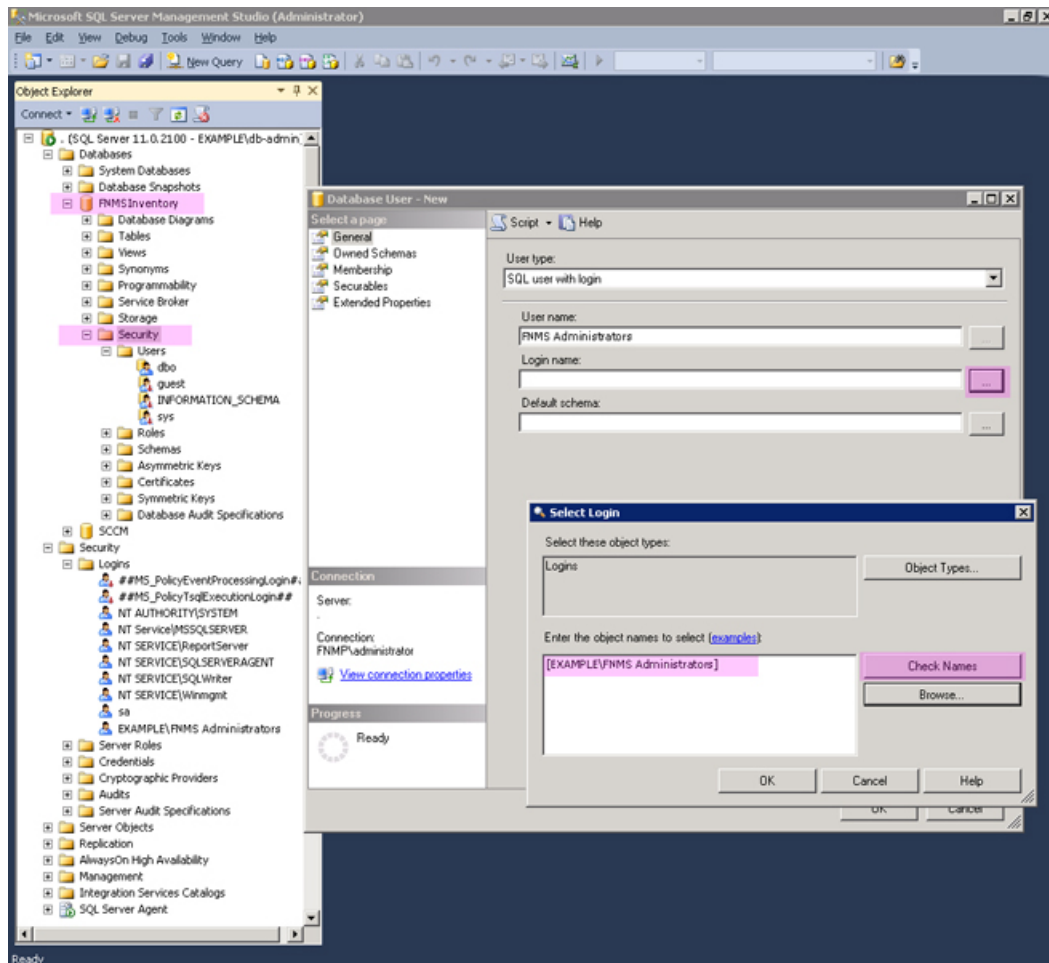 Microsoft SQL Server Management Studio (Administrator)
File Edit View Debug Tools Window Help
New Query
Object Explorer
Connect
. (SQL Server 11.0.2100 - EXAMPLE\db-admin)
Databases
System Databases
Database Snapshots
FNMSInventory
Database Diagrams
Tables
Views
Synonyms
Programmability
Service Broker
Storage
Security
Users
dbo
guest
INFORMATION_SCHEMA
sys
Roles
Schemas
Asymmetric Keys
Certificates
Symmetric Keys
Database Audit Specifications
SCCM
Security
Logins
##MS_PolicyEventProcessingLogin#
##MS_PolicyTsqlExecutionLogin##
NT AUTHORITY\SYSTEM
NT Service\MSSQLSERVER
NT SERVICE\ReportServer
NT SERVICE\SQLSERVERAGENT
NT SERVICE\SQLWriter
NT SERVICE\Winmgmt
sa
EXAMPLE\FNMS Administrators
Server Roles
Credentials
Cryptographic Providers
Audits
Server Audit Specifications
Server Objects
Replication
AlwaysOn High Availability
Management
Integration Services Catalogs
SQL Server Agent
Ready
Database User - New
Select a page
General
Owned Schemas
Membership
Securables
Extended Properties
Connection
Server:
.
Connection:
FNMP\administrator
View connection properties
Progress
Ready
Script Help
User type:
SQL user with login
User name:
FNMS Administrators
...
Login name:
...
Default schema:
...
OK Cancel
Select Login
Select these object types:
Logins
Object Types...
Enter the object names to select (examples):
[EXAMPLE\FNMS Administrators]
Check Names
Browse...
OK Cancel Help